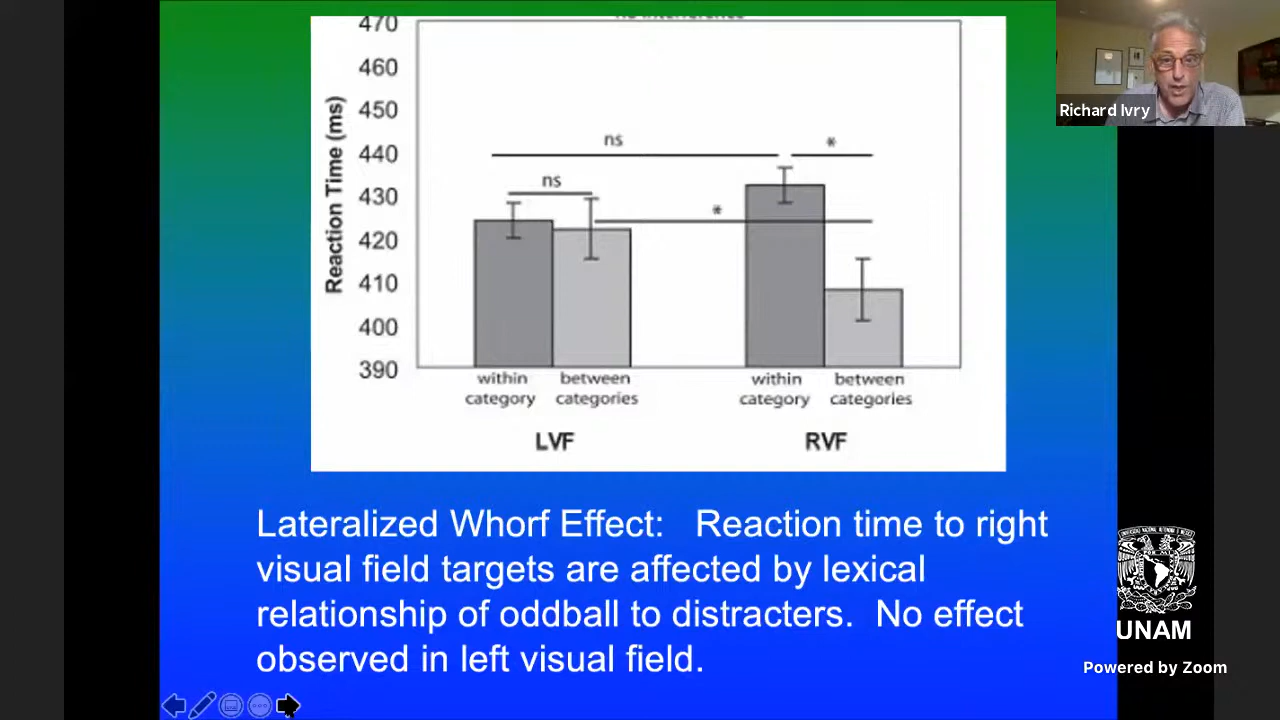 no interference
470
460
450
440
430
420
410
400
390
Reaction Time (ms)
ns
*
ns
*
within category
between categories
within category
between categories
LVF
RVF
Lateralized Whorf Effect: Reaction time to right
visual field targets are affected by lexical
relationship of oddball to distracters. No effect
observed in left visual field.
Richard Ivry
UNAM
Powered by Zoom